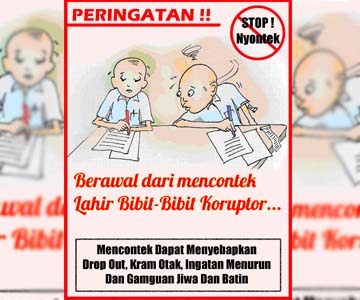 PERINGATAN !!
STOP !
Nyontek
Berawal dari mencontek
Lahir Bibit-Bibit Koruptor...
Mencontek Dapat Menyebapkan
Drop Out, Kram Otak, Ingatan Menurun
Dan Gamguan Jiwa Dan Batin